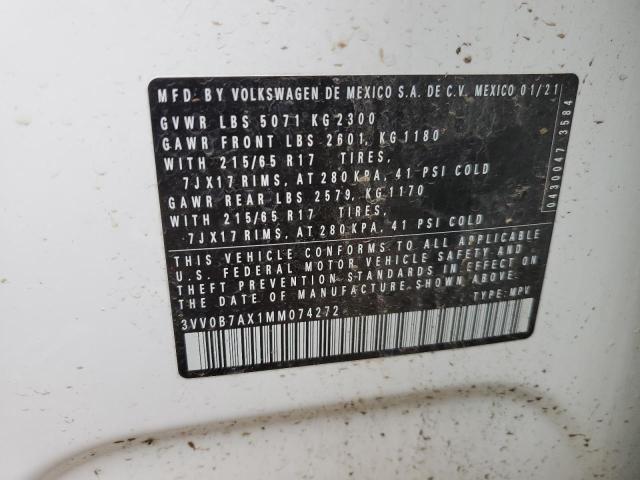 MFD. BY VOLKSWAGEN DE MEXICO S.A. DE C.V. MEXICO 01/21
GVWR LBS 5071 KG 2300
GAWR FRONT LBS 2601, KG 1180
WITH 215/65 R17 TIRES,
7JX17 RIMS, AT 280 KPA, 41 PSI COLD
GAWR REAR LBS 2579, KG 1170
WITH 215/65 R17 TIRES,
7JX17 RIMS, AT 280 KPA, 41 PSI COLD
THIS VEHICLE CONFORMS TO ALL APPLICABLE
U.S. FEDERAL MOTOR VEHICLE SAFETY AND
THEFT PREVENTION STANDARDS IN EFFECT ON
THE DATE OF MANUFACTURE SHOWN ABOVE.
3VV0B7AX1MM074272 TYPE: MPV
0430047 3584